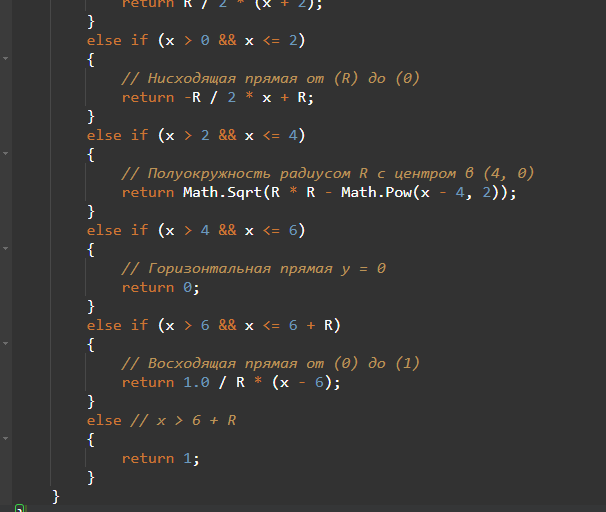 return R / 2 * (x + 2);
}
else if (x > 0 && x <= 2)
{
// Нисходящая прямая от (R) до (0)
return -R / 2 * x + R;
}
else if (x > 2 && x <= 4)
{
// Полуокружность радиусом R с центром в (4, 0)
return Math.Sqrt(R * R - Math.Pow(x - 4, 2));
}
else if (x > 4 && x <= 6)
{
// Горизонтальная прямая y = 0
return 0;
}
else if (x > 6 && x <= 6 + R)
{
// Восходящая прямая от (0) до (1)
return 1.0 / R * (x - 6);
}
else // x > 6 + R
{
return 1;
}
}
}